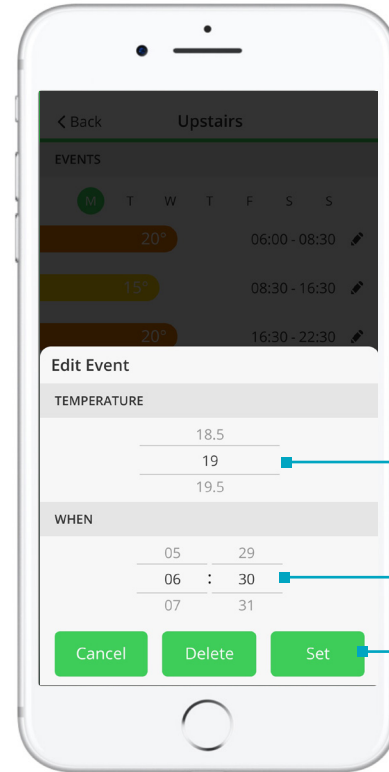 Back Upstairs
EVENTS
M T W T F S S
20° 06:00 - 08:30
15° 08:30 - 16:30
20° 16:30 - 22:30
Edit Event
TEMPERATURE
18.5
19
19.5
WHEN
05 29
06 : 30
07 31
Cancel Delete Set